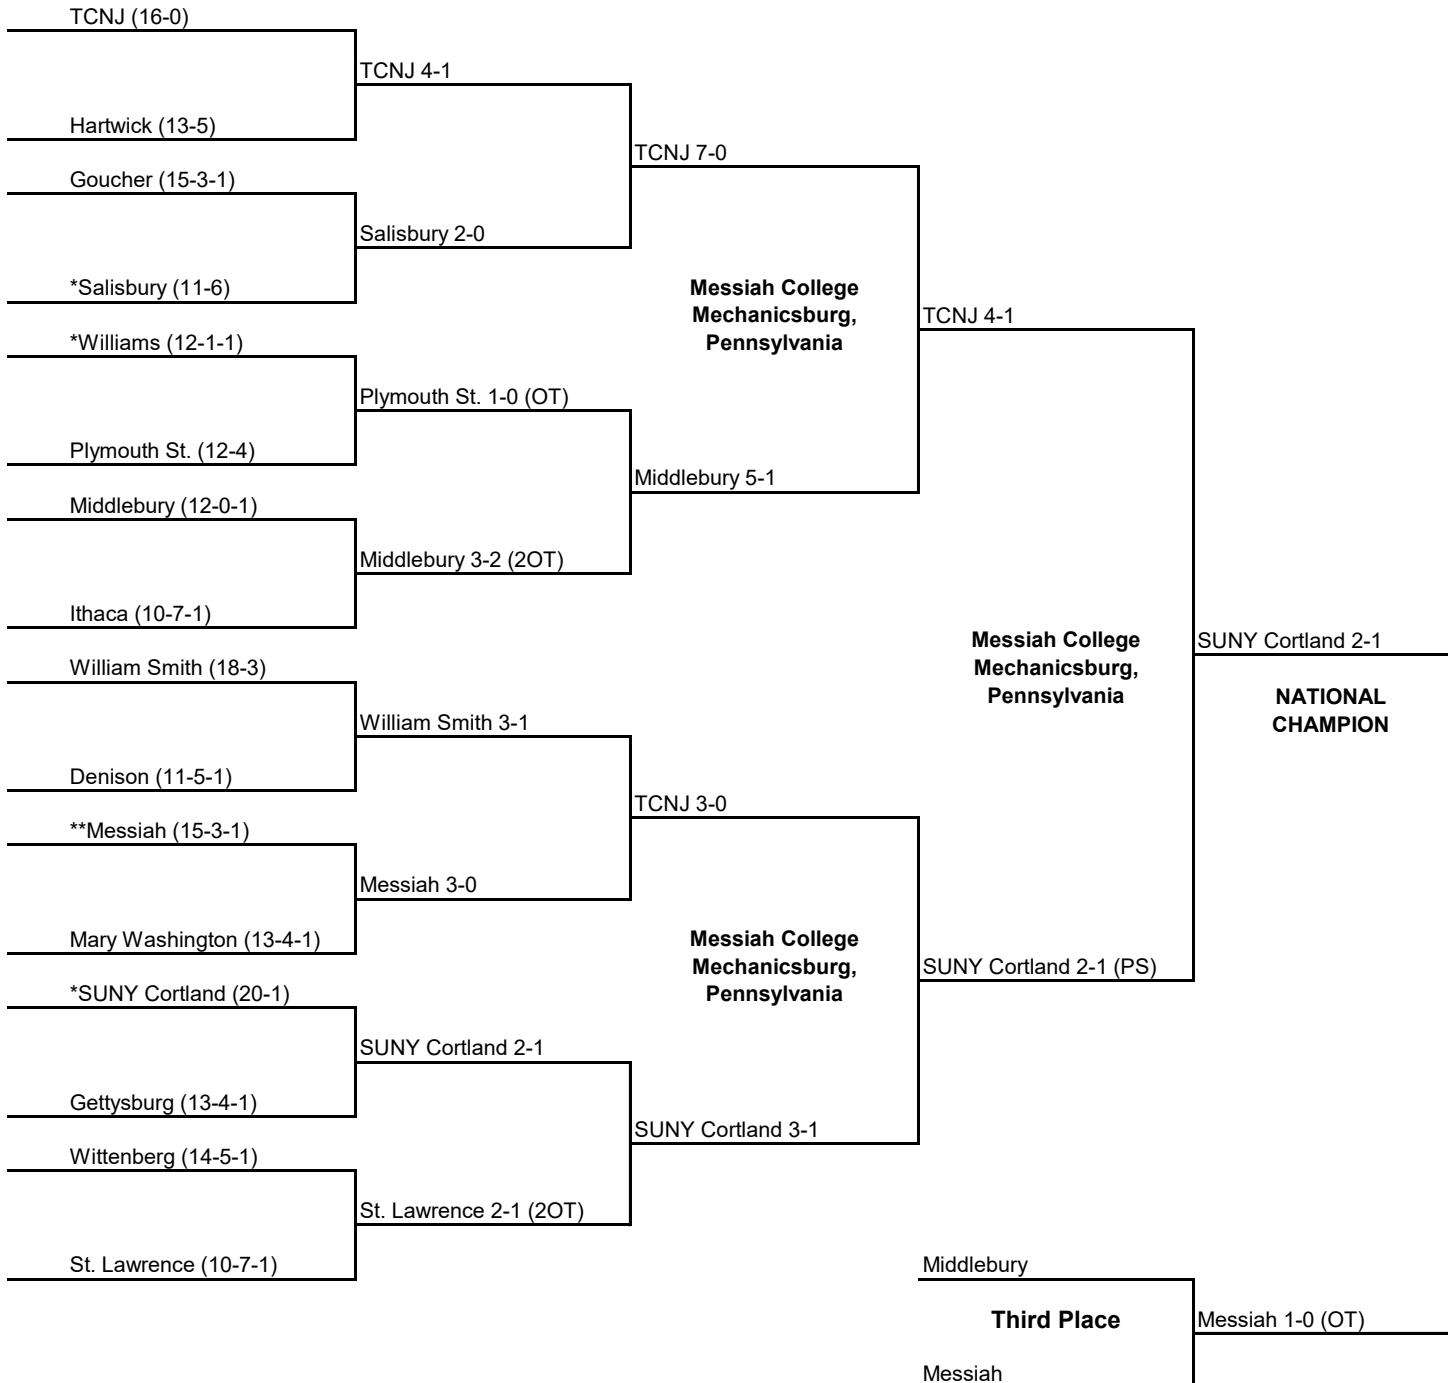 TCNJ (16-0)
TCNJ 4-1
Hartwick (13-5)
TCNJ 7-0
Goucher (15-3-1)
Salisbury 2-0
*Salisbury (11-6)
Messiah College
Mechanicsburg,
Pennsylvania
TCNJ 4-1
*Williams (12-1-1)
Plymouth St. 1-0 (OT)
Plymouth St. (12-4)
Middlebury 5-1
Middlebury (12-0-1)
Middlebury 3-2 (2OT)
Ithaca (10-7-1)
Messiah College
Mechanicsburg,
Pennsylvania
SUNY Cortland 2-1
NATIONAL
CHAMPION
William Smith (18-3)
William Smith 3-1
Denison (11-5-1)
TCNJ 3-0
**Messiah (15-3-1)
Messiah 3-0
Mary Washington (13-4-1)
Messiah College
Mechanicsburg,
Pennsylvania
SUNY Cortland 2-1 (PS)
*SUNY Cortland (20-1)
SUNY Cortland 2-1
Gettysburg (13-4-1)
SUNY Cortland 3-1
Wittenberg (14-5-1)
St. Lawrence 2-1 (2OT)
St. Lawrence (10-7-1)
Middlebury
Third Place
Messiah 1-0 (OT)
Messiah